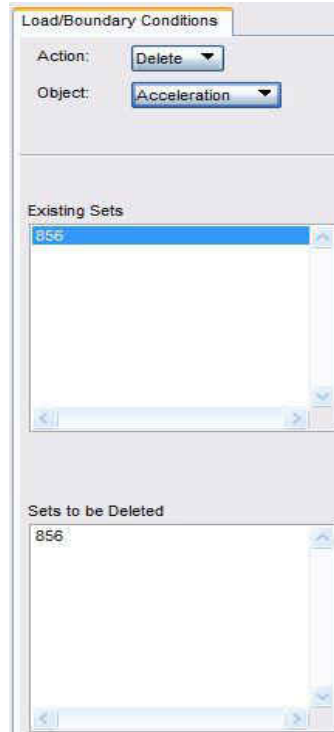 Load/Boundary Conditions
Action: Delete
Object: Acceleration
Existing Sets
856
Sets to be Deleted
856